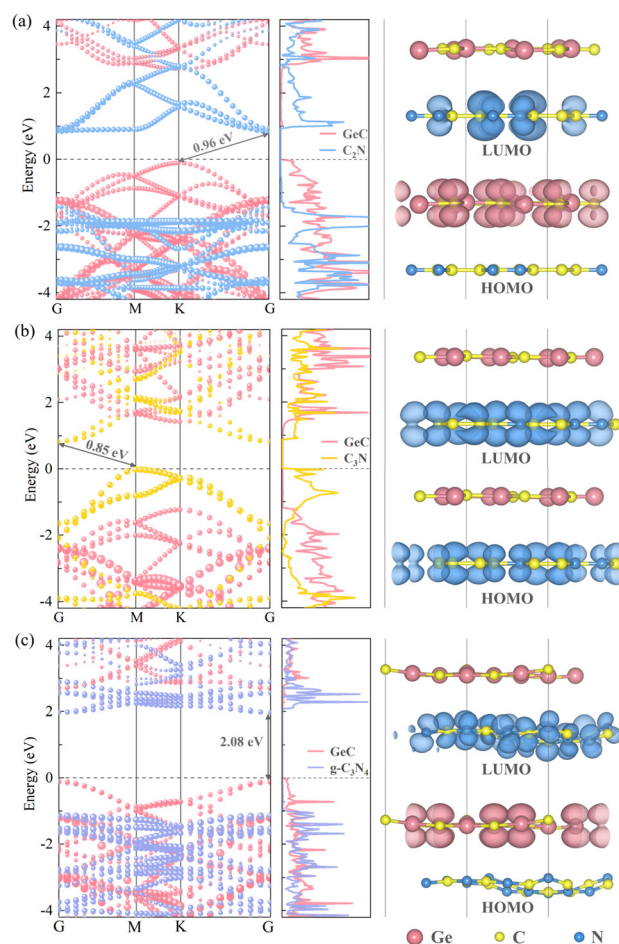 (a)
Energy (eV)
4
2
0
-2
-4
0.96 eV
GeC
C₂N
G M K G
LUMO
HOMO
(b)
Energy (eV)
4
2
0
-2
-4
0.85 eV
GeC
C₃N
G M K G
LUMO
HOMO
(c)
Energy (eV)
4
2
0
-2
-4
2.08 eV
GeC
g-C₃N₄
G M K G
LUMO
HOMO
Ge C N